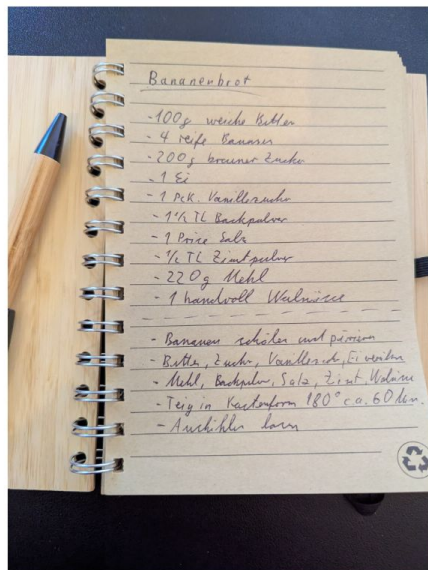 Bananenbrot
- 100g weiche Butter
- 4 reife Bananen
- 200g brauner Zucker
- 1 Ei
- 1 Pck. Vanillezucker
- 1½ TL Backpulver
- 1 Prise Salz
- ½ TL Zimtpulver
- 220g Mehl
- 1 handvoll Walnüsse
- Bananen schälen und pürieren
- Butter, Zucker, Vanillezuck, Ei
- Mehl, Backpulver, Salz, Zimt, Walnüsse
- Teig in Kastenform 180° ca. 60 Min.
- Auskühlen lassen